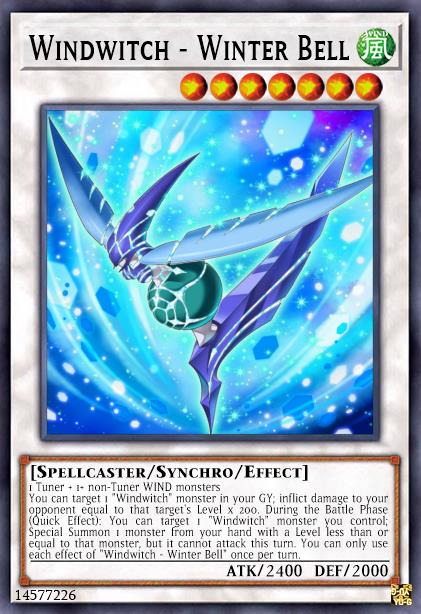 WINDWITCH - WINTER BELL
WIND
風
[SPELLCASTER/SYNCHRO/EFFECT]
1 Tuner + 1+ non-Tuner WIND monsters
You can target 1 "Windwitch" monster in your GY; inflict damage to your
opponent equal to that target's Level x 200. During the Battle Phase
(Quick Effect): You can target 1 "Windwitch" monster you control;
Special Summon 1 monster from your hand with a Level less than or
equal to that monster, but it cannot attack this turn. You can only use
each effect of "Windwitch - Winter Bell" once per turn.
ATK/2400 DEF/2000
14577226